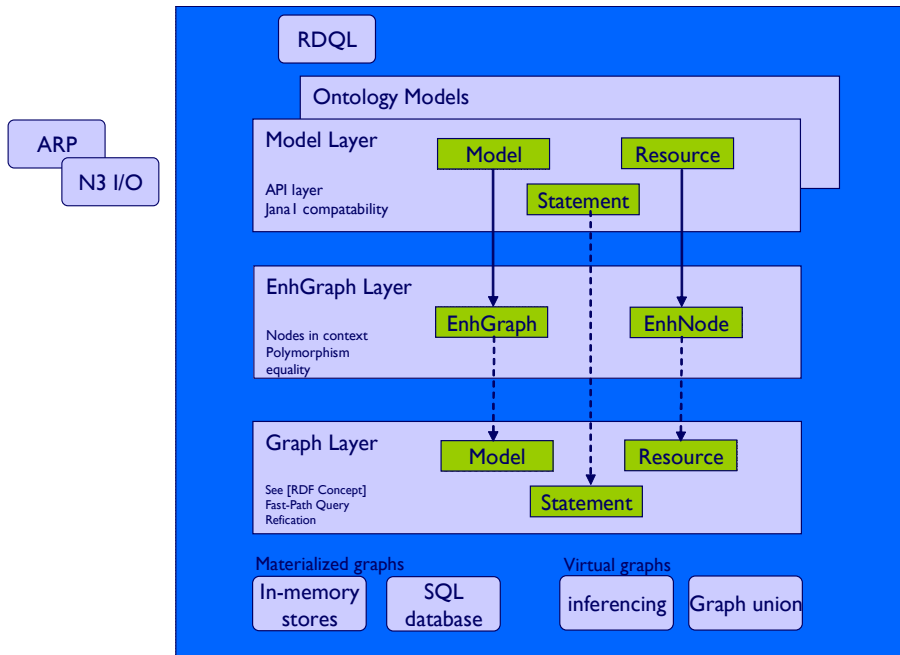 RDQL
Ontology Models
ARP
N3 I/O
Model Layer
Model
Resource
API layer
Jana1 compatability
Statement
EnhGraph Layer
EnhGraph
EnhNode
Nodes in context
Polymorphism
equality
Graph Layer
Model
Resource
See [RDF Concept]
Fast-Path Query
Refication
Statement
Materialized graphs
Virtual graphs
In-memory
stores
SQL
database
inferencing
Graph union